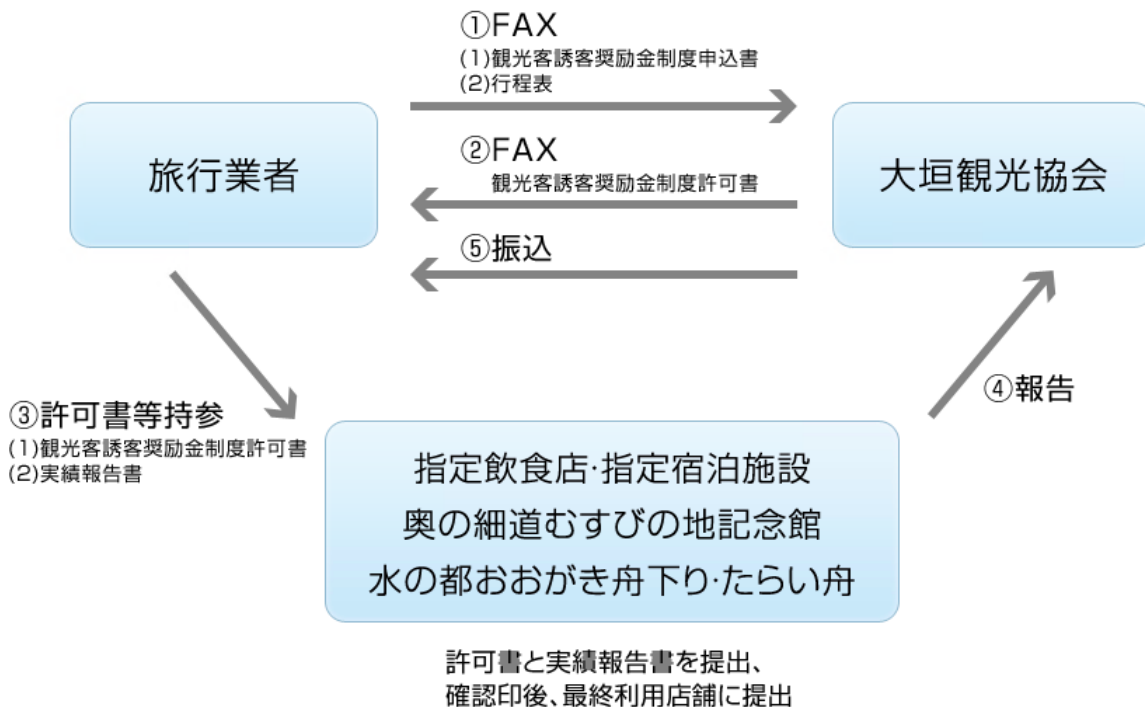 ①FAX
(1)観光客誘客奨励金制度申込書
(2)行程表
旅行業者
大垣観光協会
②FAX
観光客誘客奨励金制度許可書
⑤振込
③許可書等持参
(1)観光客誘客奨励金制度許可書
(2)実績報告書
④報告
指定飲食店·指定宿泊施設
奥の細道むすびの地記念館
水の都おおがき舟下り·たらい舟
許可書と実績報告書を提出、
確認印後、最終利用店舗に提出